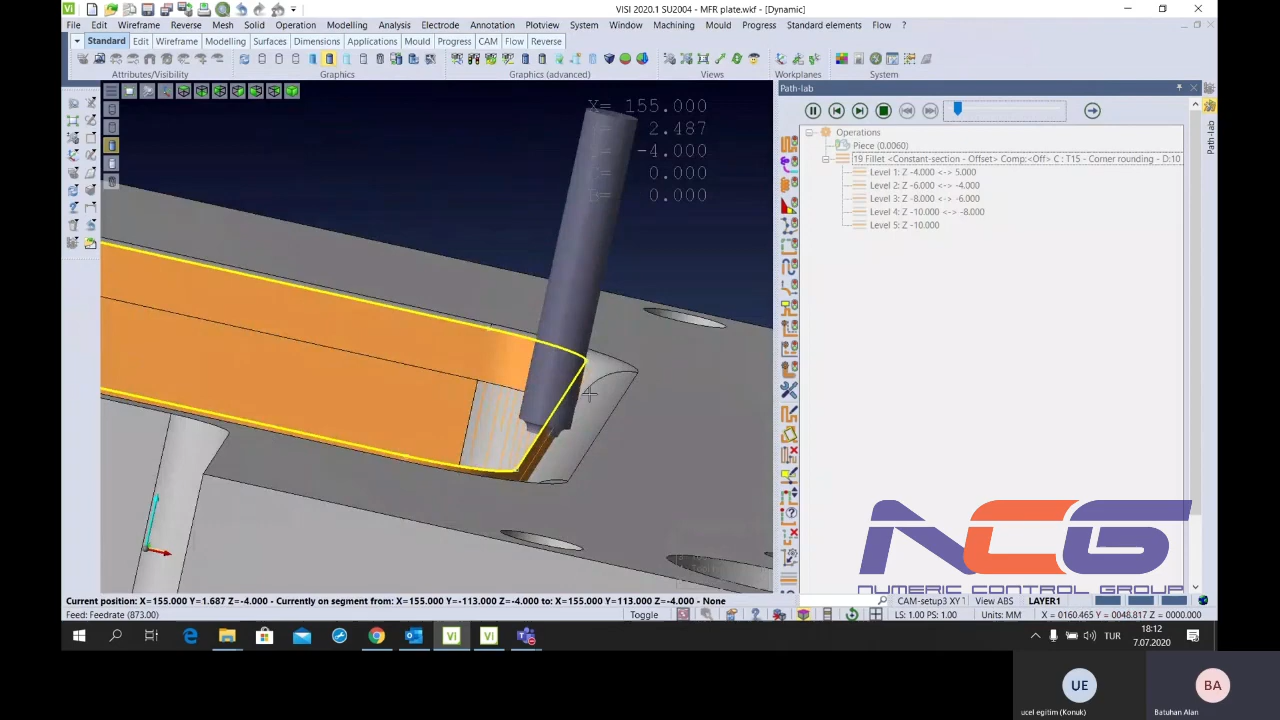 VISI 2020.1 SU2004 - MFR plate.wkf - [Dynamic]
File Edit Wireframe Reverse Mesh Solid Operation Modelling Analysis Electrode Annotation Plotview System Window Machining Mould Progress Standard elements Flow ?
Standard Edit Wireframe Modelling Surfaces Dimensions Applications Mould Progress CAM Flow Reverse
Attributes/Visibility Graphics Graphics (advanced) Views Workplanes System
Path-lab
X= 155.000
2.487
-4.000
0.000
0.000
Operations
Piece (0.0060)
19 Fillet <Constant-section - Offset> Comp:<Off> C : T15 - Corner rounding - D:10
Level 1: Z -4.000 <-> 5.000
Level 2: Z -6.000 <-> -4.000
Level 3: Z -8.000 <-> -6.000
Level 4: Z -10.000 <-> -8.000
Level 5: Z -10.000
Path-lab
NCG
NUMERIC CONTROL GROUP
Current position: X=155.000 Y=1.687 Z=-4.000 - Currently on segment from: X=155.000 Y=-113.000 Z=-4.000 to: X=155.000 Y=113.000 Z=-4.000 - None
CAM-setup3 XY View ABS LAYER1
Feed: Feedrate (873.00) Toggle LS: 1.00 PS: 1.00 Units: MM X = 0160.465 Y = 0048.817 Z = 0000.000
TUR
18:12
7.07.2020
UE
BA
ucel egitim (Konuk)
Batuhan Alan